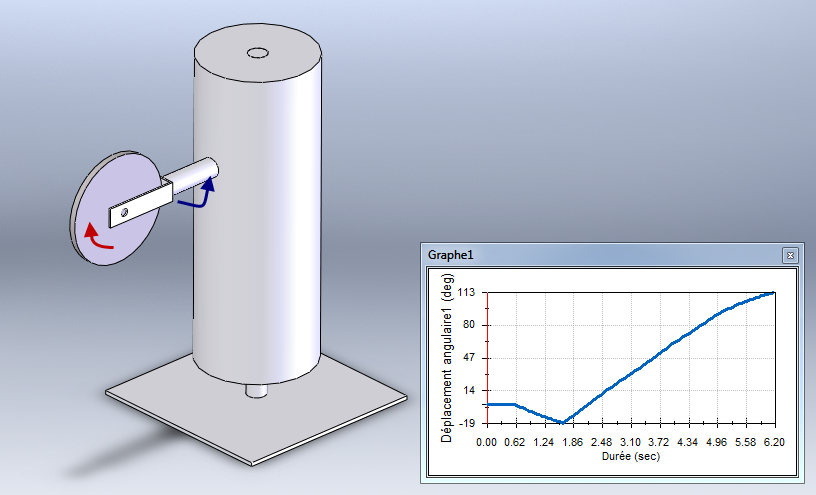 Graphe1
Déplacement angulaire1 (deg)
113
80
47
14
-19
0.00 0.62 1.24 1.86 2.48 3.10 3.72 4.34 4.96 5.58 6.20
Durée (sec)